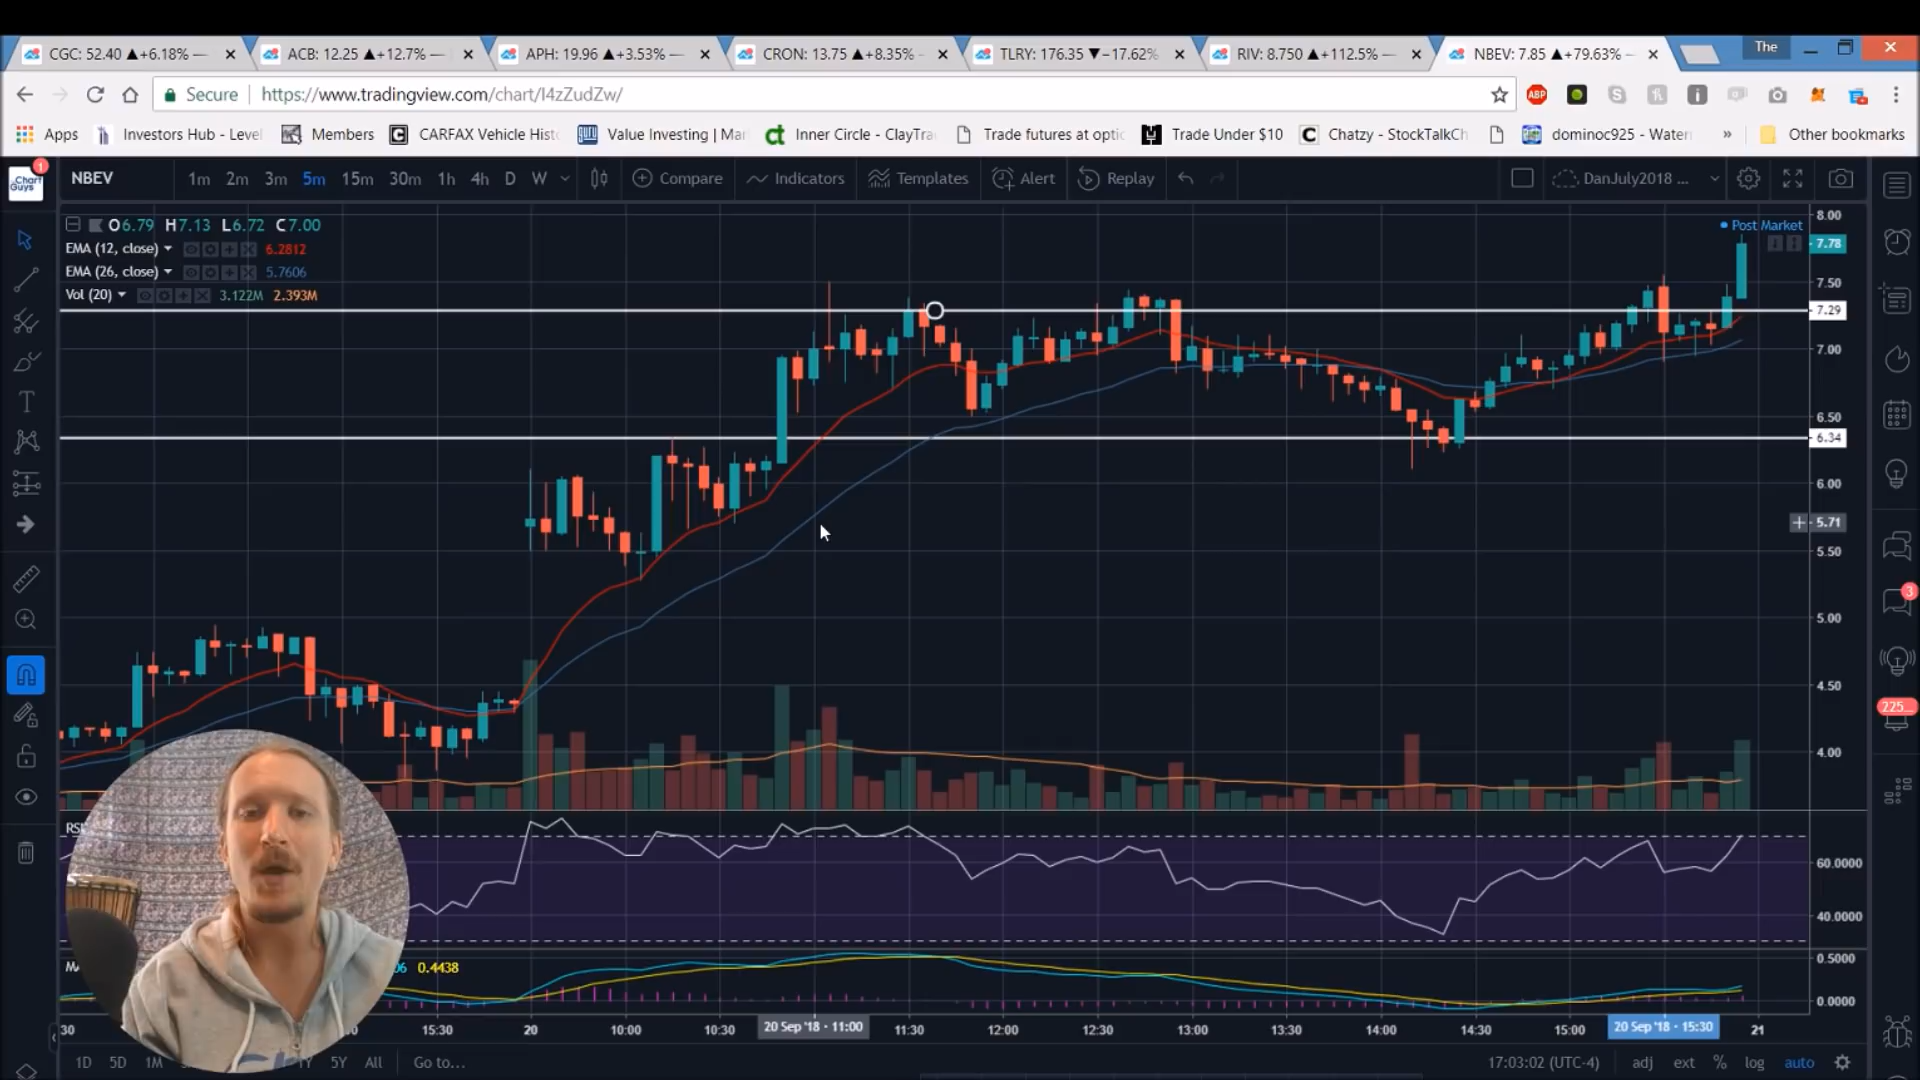 CGC: 52.40 ▲+6.18% —
ACB: 12.25 ▲+12.7% —
APH: 19.96 ▲+3.53% —
CRON: 13.75 ▲+8.35% —
TLRY: 176.35 ▼−17.62%
RIV: 8.750 ▲+112.5% —
NBEV: 7.85 ▲+79.63% —
The
Secure
https://www.tradingview.com/chart/I4zZudZw/
ABP
Apps
Investors Hub - Level
Members
CARFAX Vehicle Hist
Value Investing | Mar
Inner Circle - ClayTra
Trade futures at optic
Trade Under $10
Chatzy - StockTalkCh
dominoc925 - Water
»
Other bookmarks
Chart Guys
1
NBEV
1m 2m 3m 5m 15m 30m 1h 4h D W
Compare
Indicators
Templates
Alert
Replay
DanJuly2018 ...
O6.79 H7.13 L6.72 C7.00
EMA (12, close) 6.2812
EMA (26, close) 5.7606
Vol (20) 3.122M 2.393M
Post Market
8.00
7.78
7.50
7.29
7.00
6.50
6.34
6.00
5.71
5.50
5.00
4.50
4.00
3
225...
60.0000
40.0000
0.4438
0.5000
0.0000
15:30
20
10:00
10:30
20 Sep '18 · 11:00
11:30
12:00
12:30
13:00
13:30
14:00
14:30
15:00
20 Sep '18 · 15:30
21
1D 5D 1M
5Y All
Go to...
17:03:02 (UTC-4)
adj ext % log auto